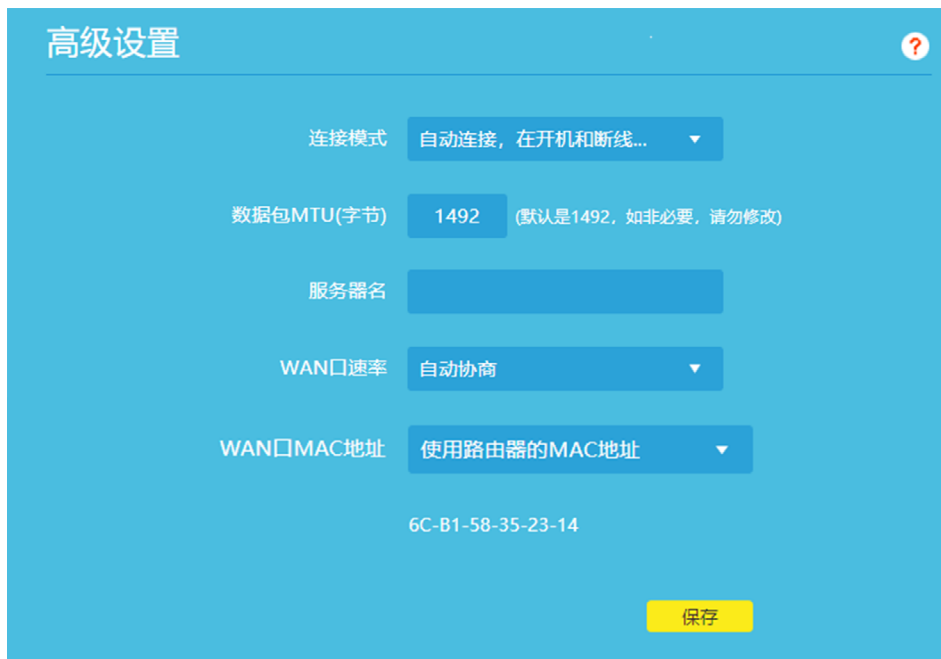 高级设置
?
连接模式 自动连接，在开机和断线...
数据包MTU(字节) 1492 (默认是1492，如非必要，请勿修改)
服务器名
WAN口速率 自动协商
WAN口MAC地址 使用路由器的MAC地址
6C-B1-58-35-23-14
保存